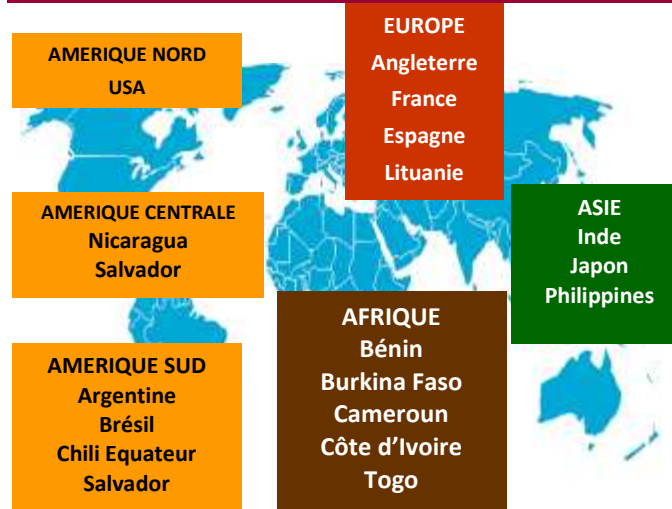 AMERIQUE NORD
USA
EUROPE
Angleterre
France
Espagne
Lituanie
AMERIQUE CENTRALE
Nicaragua
Salvador
ASIE
Inde
Japon
Philippines
AMERIQUE SUD
Argentine
Brésil
Chili Equateur
Salvador
AFRIQUE
Bénin
Burkina Faso
Cameroun
Côte d'Ivoire
Togo